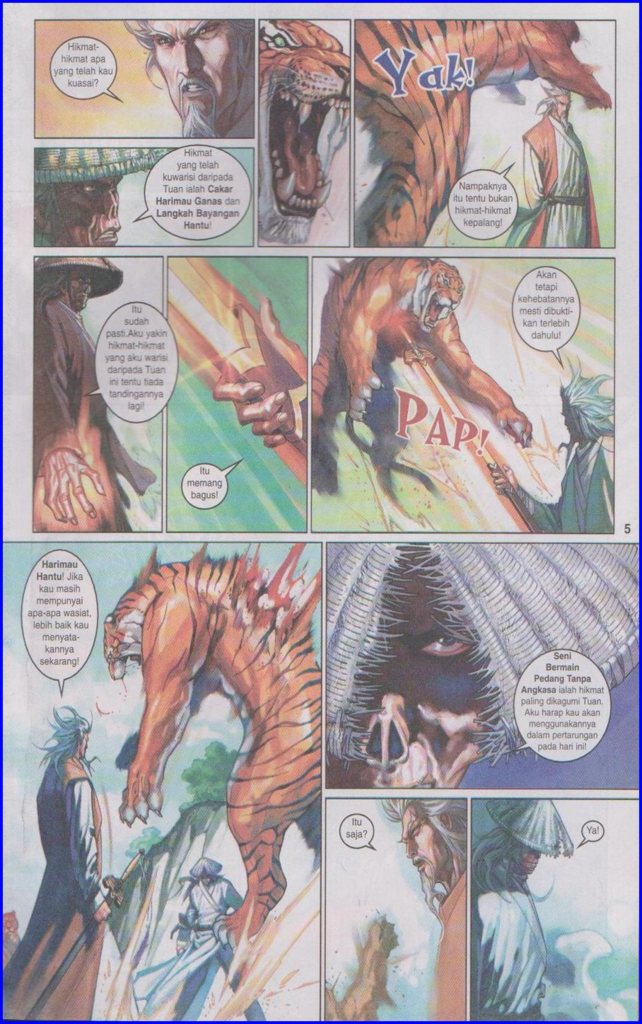 Hikmat-
hikmat apa
yang telah kau
kuasai?
Hikmat
yang telah
kuwarisi daripada
Tuan ialah Cakar
Harimau Ganas dan
Langkah Bayangan
Hantu!
Yak!
Nampaknya
itu tentu bukan
hikmat-hikmat
kepalang!
Itu
sudah
pasti.Aku yakin
hikmat-hikmat
yang aku warisi
daripada Tuan
ini tentu tiada
tandingannya
lagi!
Itu
memang
bagus!
Akan
tetapi
kehebatannya
mesti dibukti-
kan terlebih
dahulu!
PAP!
5
Harimau
Hantu! Jika
kau masih
mempunyai
apa-apa wasiat,
lebih baik kau
menyata-
kannya
sekarang!
Seni
Bermain
Pedang Tanpa
Angkasa ialah hikmat
paling dikagumi Tuan.
Aku harap kau akan
menggunakannya
dalam pertarungan
pada hari ini!
Itu
saja?
Ya!